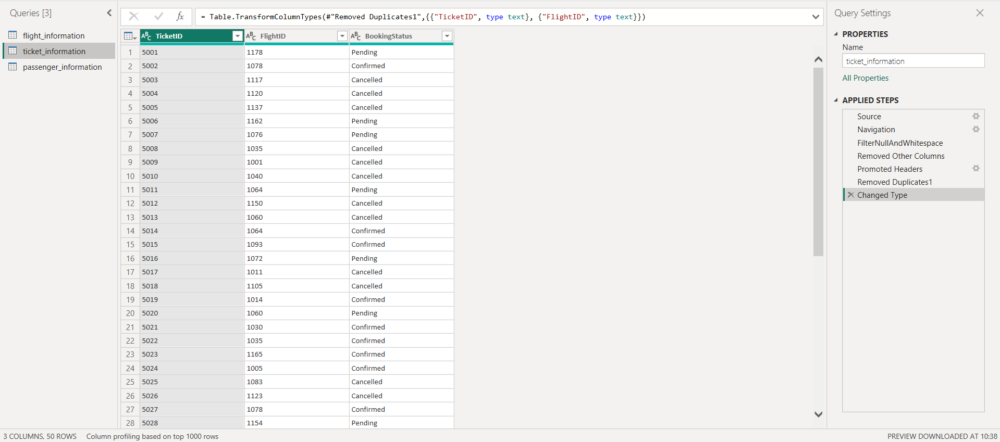 Queries [3]
flight_information
ticket_information
passenger_information
fx
= Table.TransformColumnTypes(#"Removed Duplicates1",{{"TicketID", type text}, {"FlightID", type text}})
ABC TicketID ABC FlightID ABC BookingStatus
1 5001 1178 Pending
2 5002 1078 Confirmed
3 5003 1117 Cancelled
4 5004 1120 Cancelled
5 5005 1137 Cancelled
6 5006 1162 Pending
7 5007 1076 Pending
8 5008 1035 Cancelled
9 5009 1001 Cancelled
10 5010 1040 Cancelled
11 5011 1064 Pending
12 5012 1150 Cancelled
13 5013 1060 Cancelled
14 5014 1064 Confirmed
15 5015 1093 Confirmed
16 5016 1072 Pending
17 5017 1011 Cancelled
18 5018 1105 Cancelled
19 5019 1014 Confirmed
20 5020 1060 Pending
21 5021 1030 Confirmed
22 5022 1035 Confirmed
23 5023 1165 Confirmed
24 5024 1005 Confirmed
25 5025 1083 Cancelled
26 5026 1123 Cancelled
27 5027 1078 Confirmed
28 5028 1154 Pending
Query Settings
PROPERTIES
Name
ticket_information
All Properties
APPLIED STEPS
Source
Navigation
FilterNullAndWhitespace
Removed Other Columns
Promoted Headers
Removed Duplicates1
Changed Type
3 COLUMNS, 50 ROWS Column profiling based on top 1000 rows
PREVIEW DOWNLOADED AT 10:38